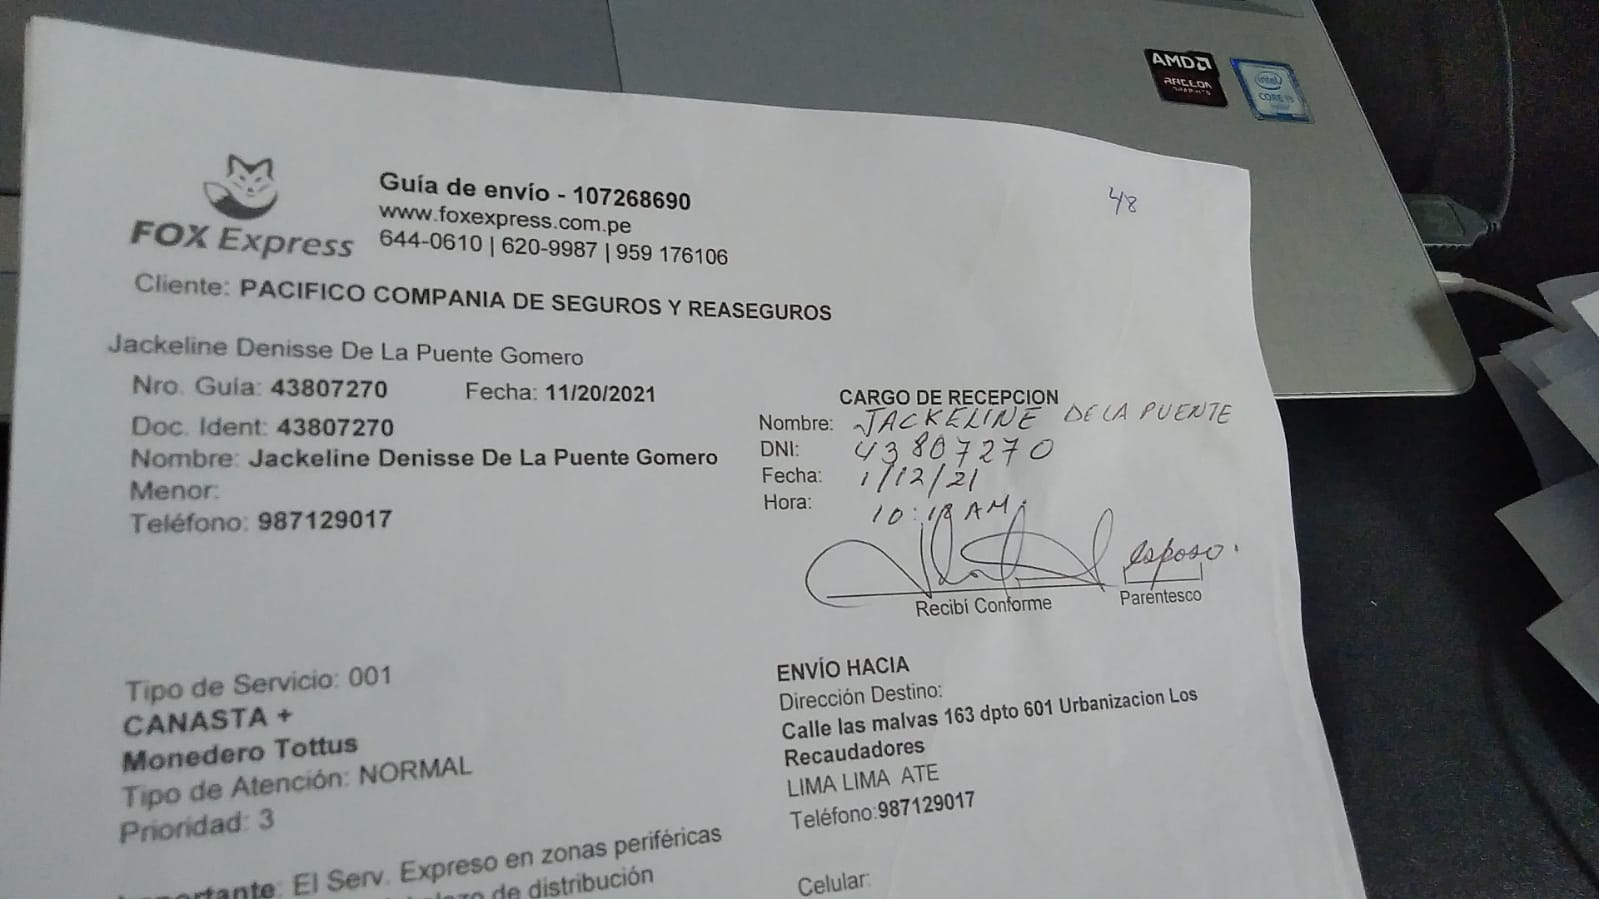 AMD
RADEON
GRAPHICS
intel
CORE i5
48
FOX Express
Guía de envío - 107268690
www.foxexpress.com.pe
644-0610 | 620-9987 | 959 176106
Cliente: PACIFICO COMPANIA DE SEGUROS Y REASEGUROS
Jackeline Denisse De La Puente Gomero
Nro. Guía: 43807270 Fecha: 11/20/2021
Doc. Ident: 43807270
Nombre: Jackeline Denisse De La Puente Gomero
Menor:
Teléfono: 987129017
CARGO DE RECEPCION
Nombre: JACKELINE DE LA PUENTE
DNI: 43807270
Fecha: 1/12/21
Hora: 10:18 AM
esposo.
Recibí Conforme Parentesco
Tipo de Servicio: 001
CANASTA +
Monedero Tottus
Tipo de Atención: NORMAL
Prioridad: 3
ENVÍO HACIA
Dirección Destino:
Calle las malvas 163 dpto 601 Urbanizacion Los
Recaudadores
LIMA LIMA ATE
Teléfono:987129017
Celular:
El Serv. Expreso en zonas periféricas
de distribución